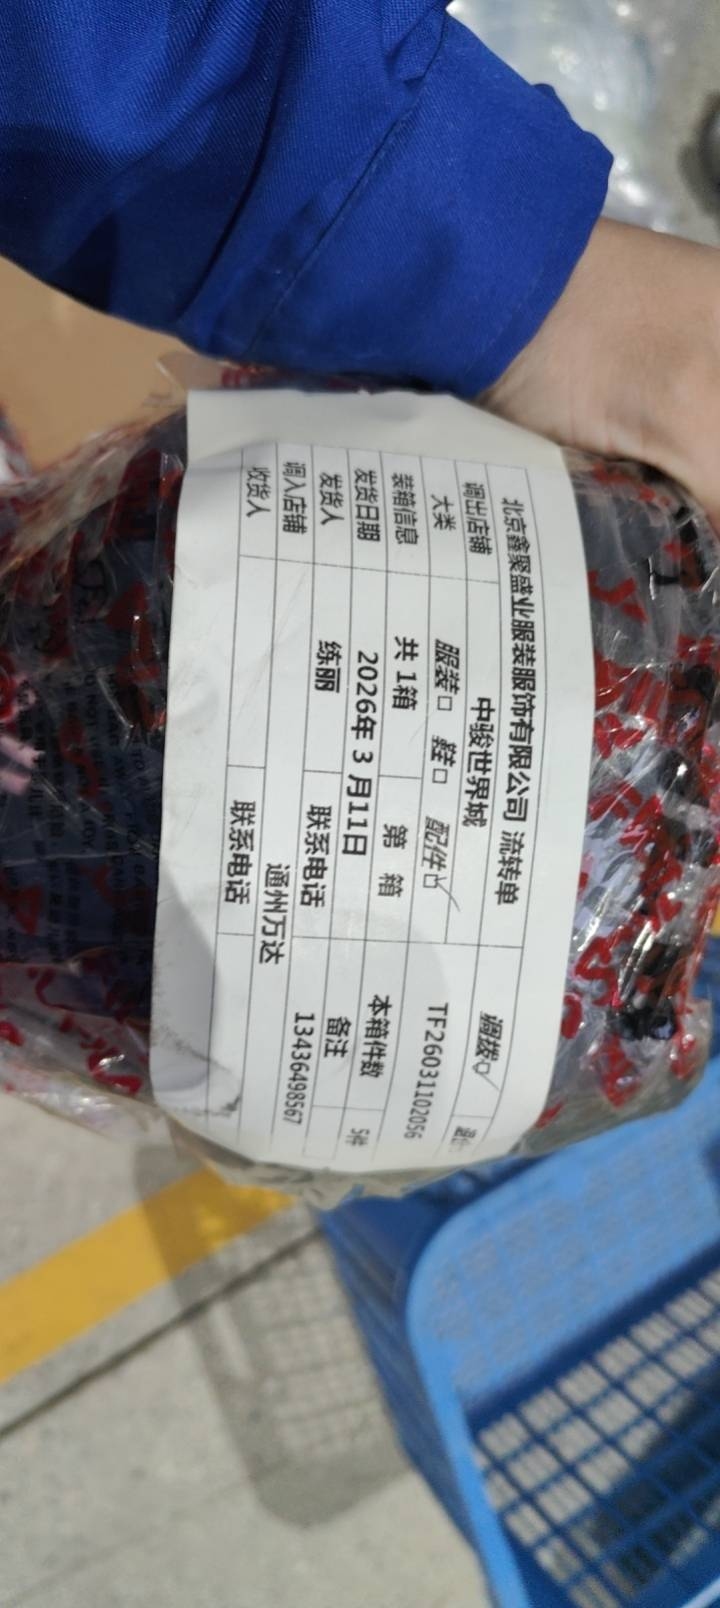 北京鑫聚盛业服装服饰有限公司 流转单 调拨☑
调出店铺 中骏世界城
大类 服装□ 鞋□ 配件☑ TF26031102056
装箱信息 共 1箱 第 箱 本箱件数 5件
发货日期 2026年 3 月11日 备注
发货人 练丽 联系电话 13436498567
调入店铺 通州万达
收货人 联系电话